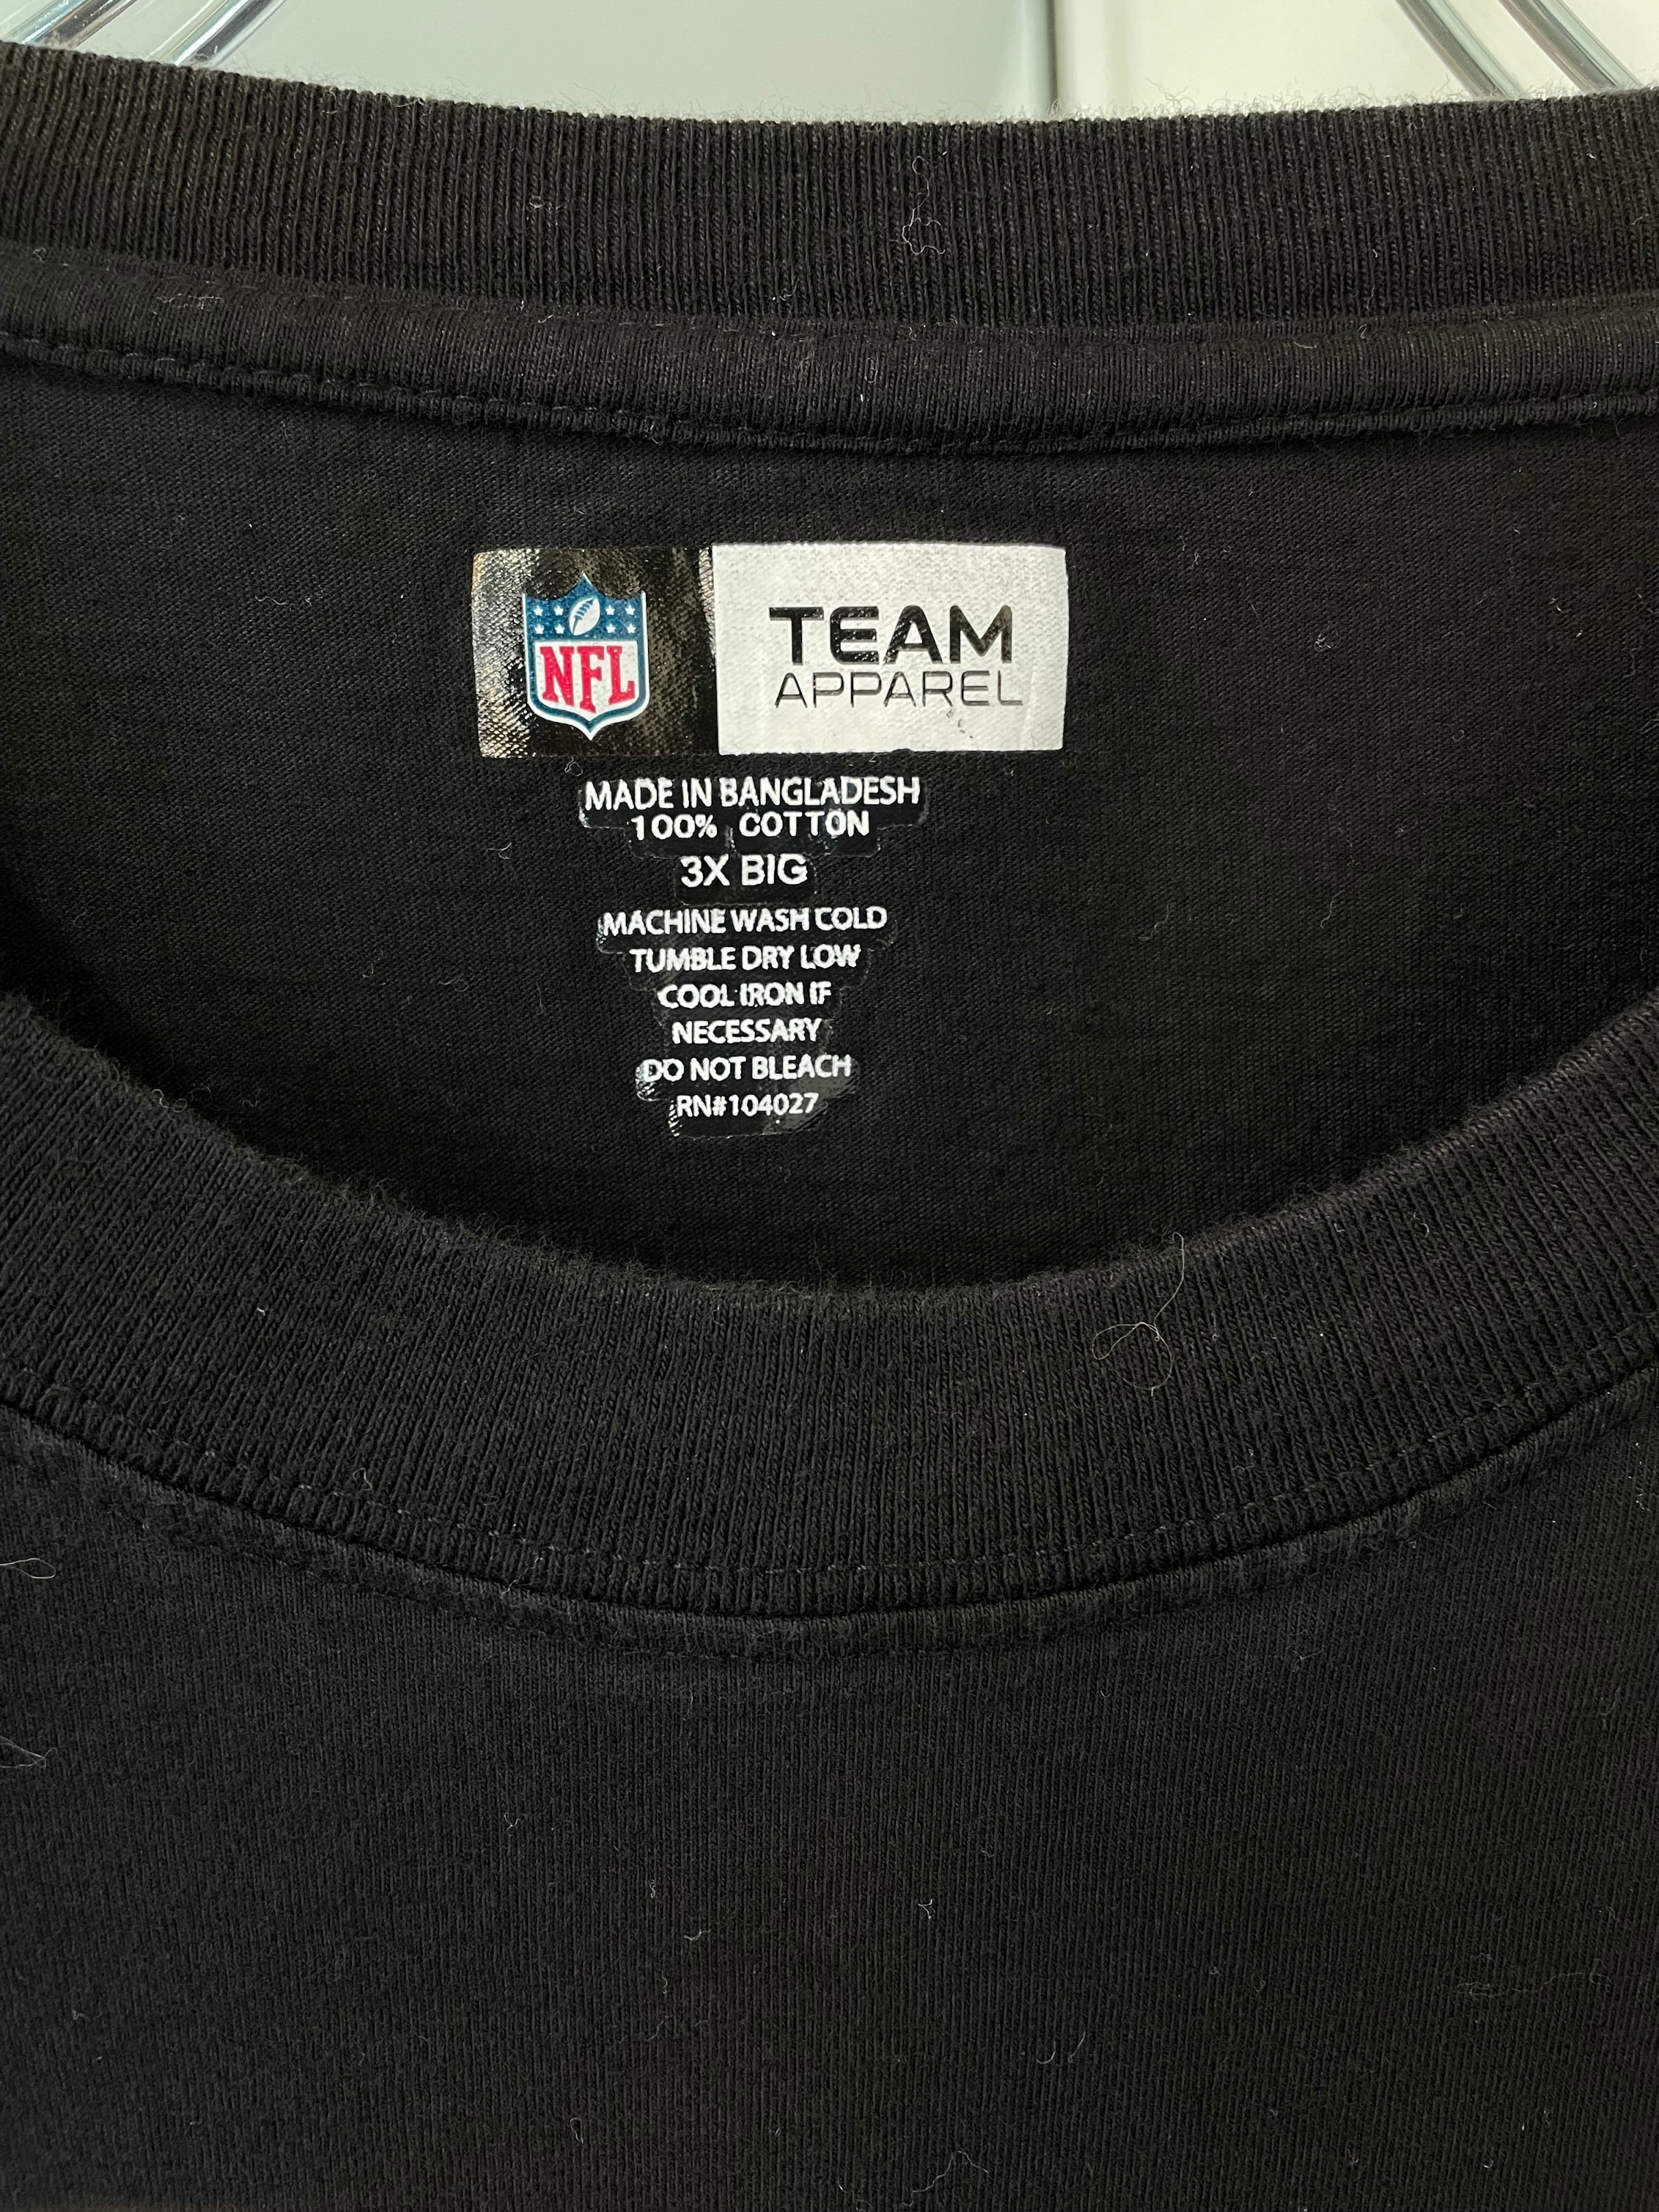 NFL
TEAM
APPAREL
MADE IN BANGLADESH
100% COTTON
3X BIG
MACHINE WASH COLD
TUMBLE DRY LOW
COOL IRON IF
NECESSARY
DO NOT BLEACH
RN#104027